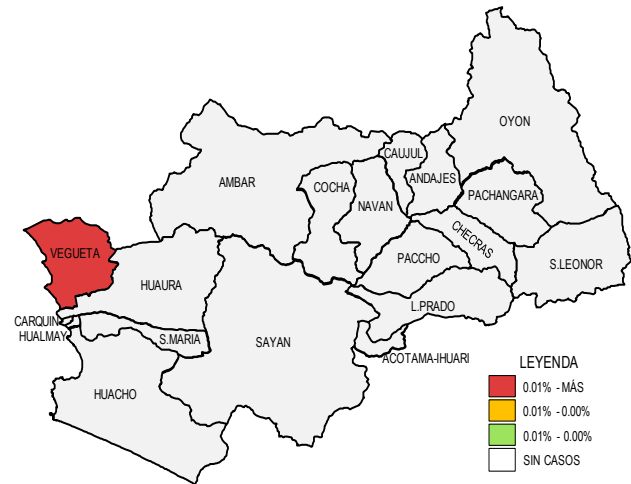 OYON
CAUJUL
AMBAR
COCHA
ANDAJES
NAVAN
PACHANGARA
CHECRAS
VEGUETA
PACCHO
S.LEONOR
HUAURA
L.PRADO
CARQUIN
HUALMAY
S.MARIA
SAYAN
ACOTAMA-IHUARI
HUACHO
LEYENDA
0.01% - MÁS
0.01% - 0.00%
0.01% - 0.00%
SIN CASOS